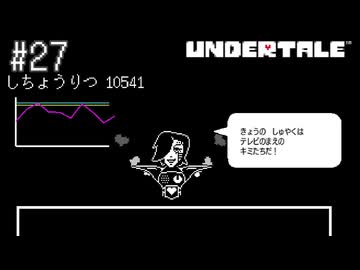 #27
UNDERTALE
しちょうりつ 10541
きょうの しゅやくは
テレビのまえの
キミたちだ!